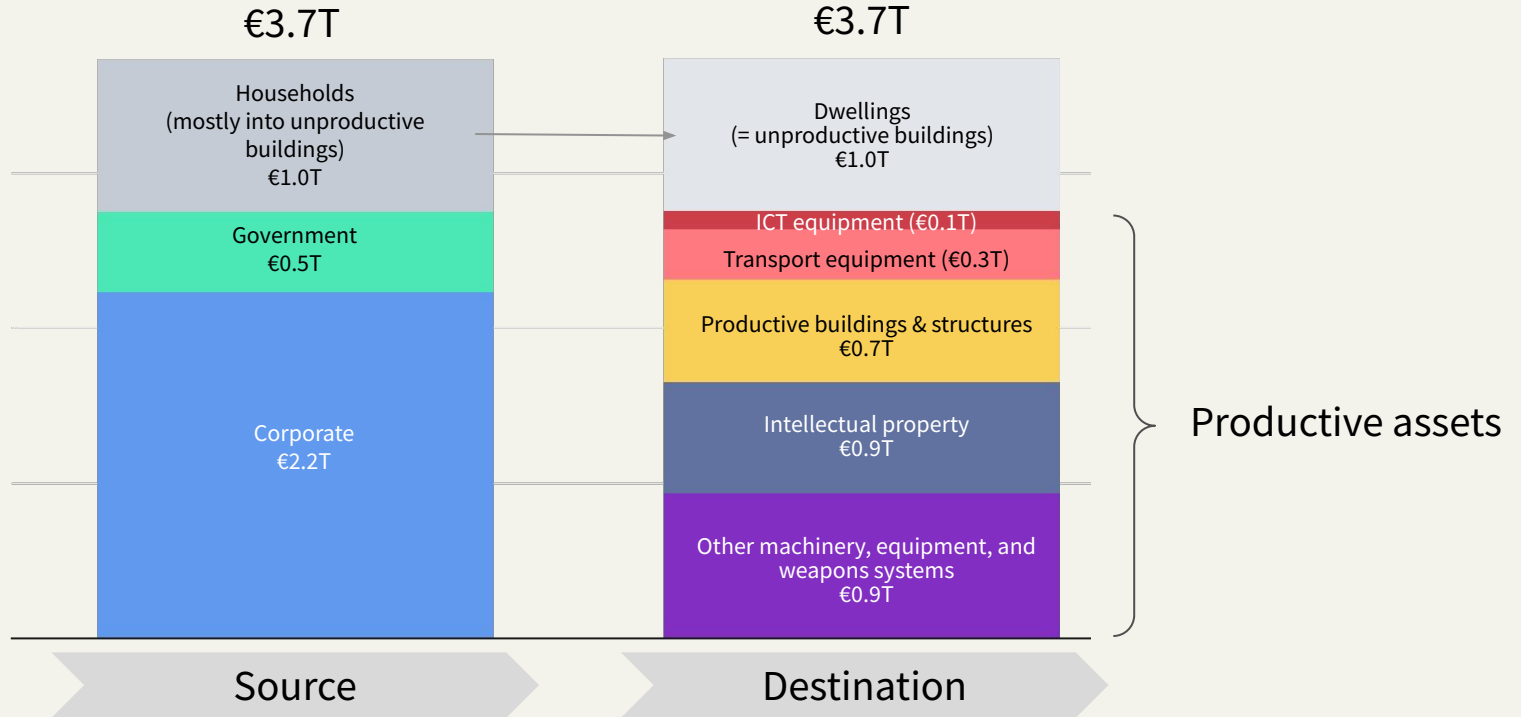 €3.7T
Households
(mostly into unproductive
buildings)
€1.0T
Government
€0.5T
Corporate
€2.2T
Source
€3.7T
Dwellings
(= unproductive buildings)
€1.0T
ICT equipment (€0.1T)
Transport equipment (€0.3T)
Productive buildings & structures
€0.7T
Intellectual property
€0.9T
Other machinery, equipment, and
weapons systems
€0.9T
Destination
Productive assets